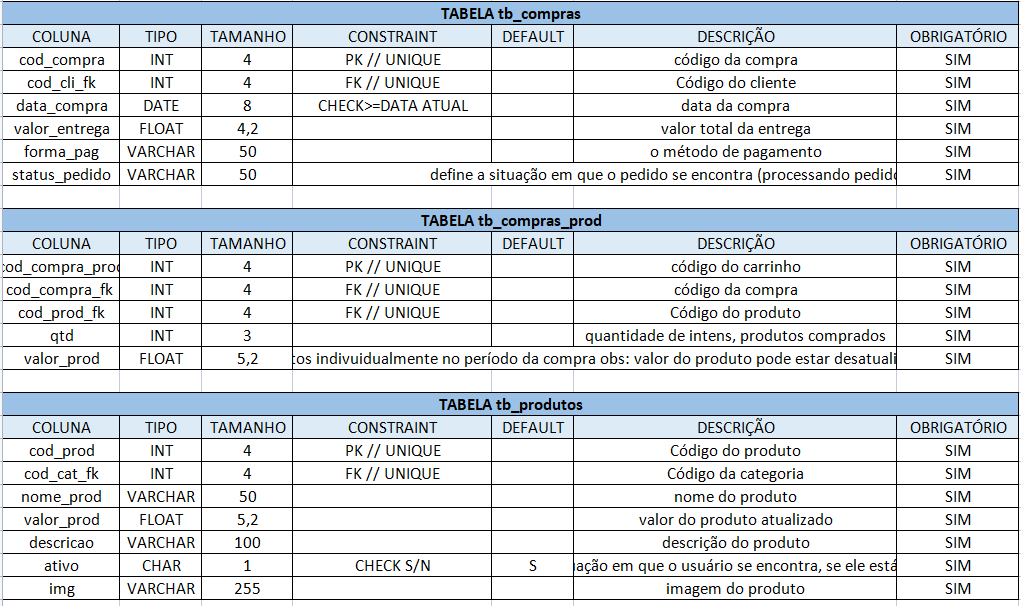 TABELA tb_compras
COLUNA TIPO TAMANHO CONSTRAINT DEFAULT DESCRIÇÃO OBRIGATÓRIO
cod_compra INT 4 PK // UNIQUE código da compra SIM
cod_cli_fk INT 4 FK // UNIQUE Código do cliente SIM
data_compra DATE 8 CHECK>=DATA ATUAL data da compra SIM
valor_entrega FLOAT 4,2 valor total da entrega SIM
forma_pag VARCHAR 50 o método de pagamento SIM
status_pedido VARCHAR 50 define a situação em que o pedido se encontra (processando pedido SIM
TABELA tb_compras_prod
COLUNA TIPO TAMANHO CONSTRAINT DEFAULT DESCRIÇÃO OBRIGATÓRIO
cod_compra_prod INT 4 PK // UNIQUE código do carrinho SIM
cod_compra_fk INT 4 FK // UNIQUE código da compra SIM
cod_prod_fk INT 4 FK // UNIQUE Código do produto SIM
qtd INT 3 quantidade de intens, produtos comprados SIM
valor_prod FLOAT 5,2 tos indivuidualmente no período da compra obs: valor do produto pode estar desatuali SIM
TABELA tb_produtos
COLUNA TIPO TAMANHO CONSTRAINT DEFAULT DESCRIÇÃO OBRIGATÓRIO
cod_prod INT 4 PK // UNIQUE Código do produto SIM
cod_cat_fk INT 4 FK // UNIQUE Código da categoria SIM
nome_prod VARCHAR 50 nome do produto SIM
valor_prod FLOAT 5,2 valor do produto atualizado SIM
descricao VARCHAR 100 descrição do produto SIM
ativo CHAR 1 CHECK S/N S uação em que o usuário se encontra, se ele está SIM
img VARCHAR 255 imagem do produto SIM